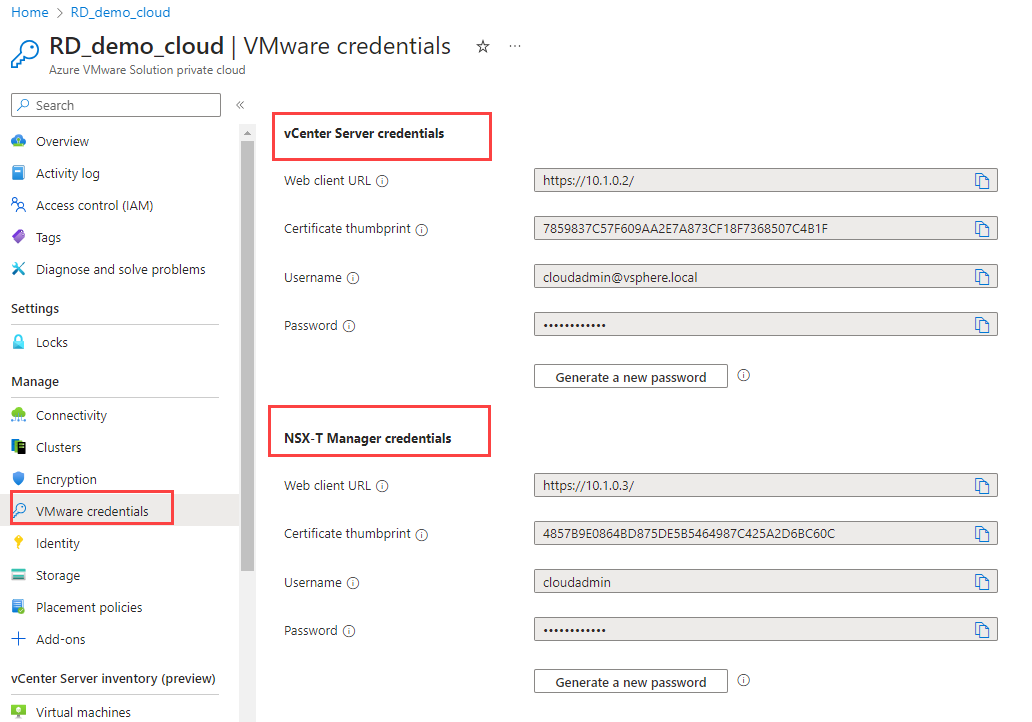 Home > RD_demo_cloud
RD_demo_cloud | VMware credentials
Azure VMware Solution private cloud
Search
Overview
Activity log
Access control (IAM)
Tags
Diagnose and solve problems
Settings
Locks
Manage
Connectivity
Clusters
Encryption
VMware credentials
Identity
Storage
Placement policies
Add-ons
vCenter Server inventory (preview)
Virtual machines
vCenter Server credentials
Web client URL
https://10.1.0.2/
Certificate thumbprint
7859837C57F609AA2E7A873CF18F7368507C4B1F
Username
cloudadmin@vsphere.local
Password
••••••••••••
Generate a new password
NSX-T Manager credentials
Web client URL
https://10.1.0.3/
Certificate thumbprint
4857B9E0864BD875DE5B5464987C425A2D6BC60C
Username
cloudadmin
Password
••••••••••••
Generate a new password